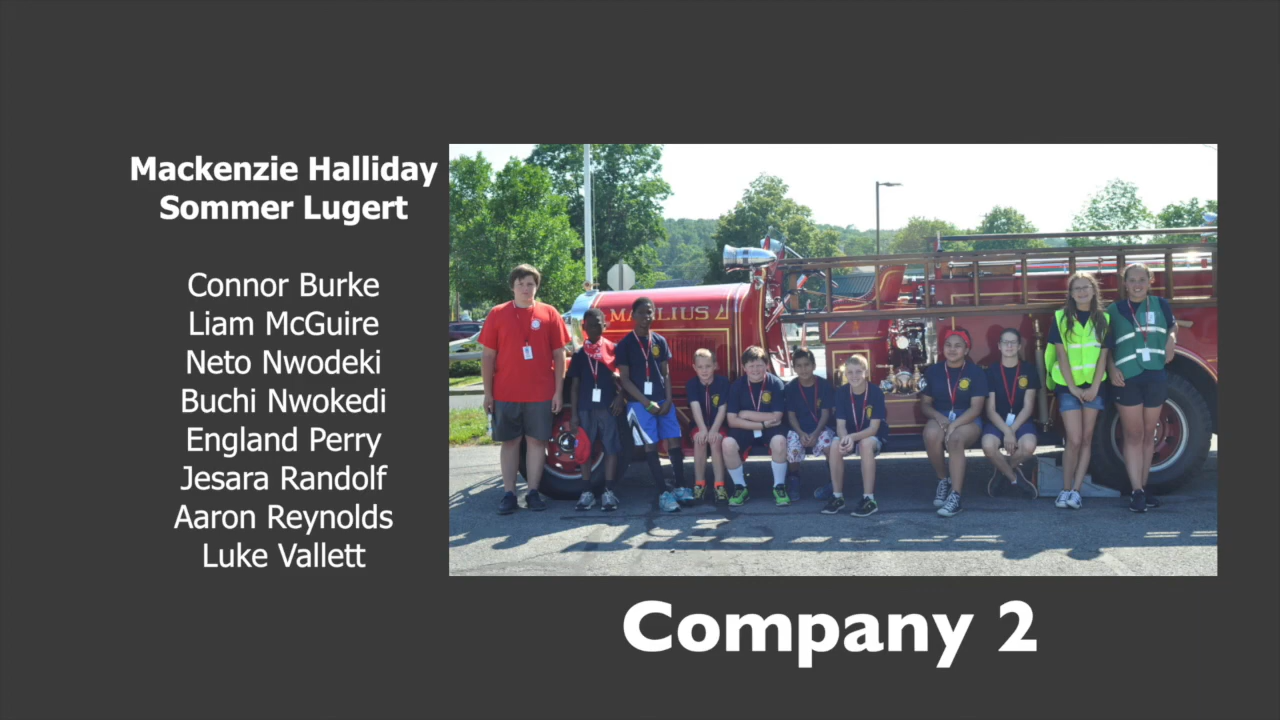 Mackenzie Halliday
Sommer Lugert
Connor Burke
Liam McGuire
Neto Nwodeki
Buchi Nwokedi
England Perry
Jesara Randolf
Aaron Reynolds
Luke Vallett
MANLIUS
Company 2